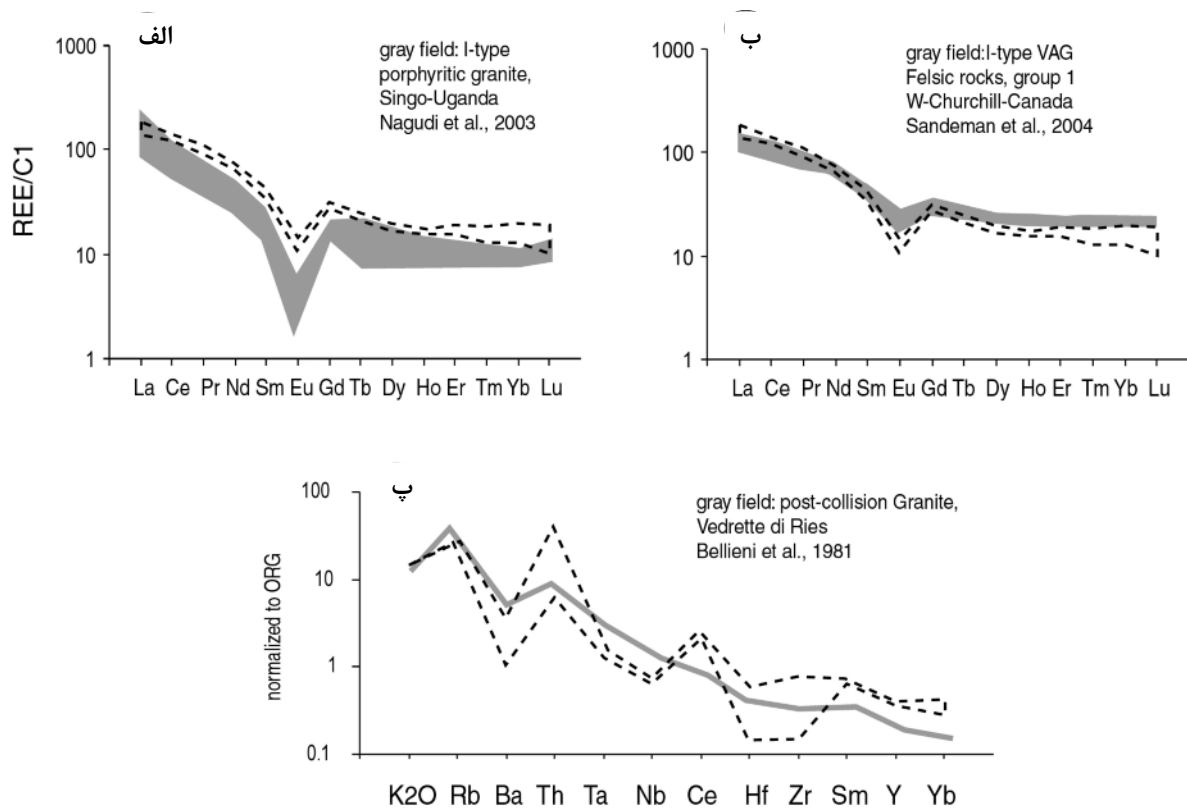 الف
1000
100
10
1
REE/C1
gray field: I-type
porphyritic granite,
Singo-Uganda
Nagudi et al., 2003
La Ce Pr Nd Sm Eu Gd Tb Dy Ho Er Tm Yb Lu
ب
1000
100
10
1
gray field:I-type VAG
Felsic rocks, group 1
W-Churchill-Canada
Sandeman et al., 2004
La Ce Pr Nd Sm Eu Gd Tb Dy Ho Er Tm Yb Lu
پ
100
10
1
0.1
normalized to ORG
gray field: post-collision Granite,
Vedrette di Ries
Bellieni et al., 1981
K2O Rb Ba Th Ta Nb Ce Hf Zr Sm Y Yb